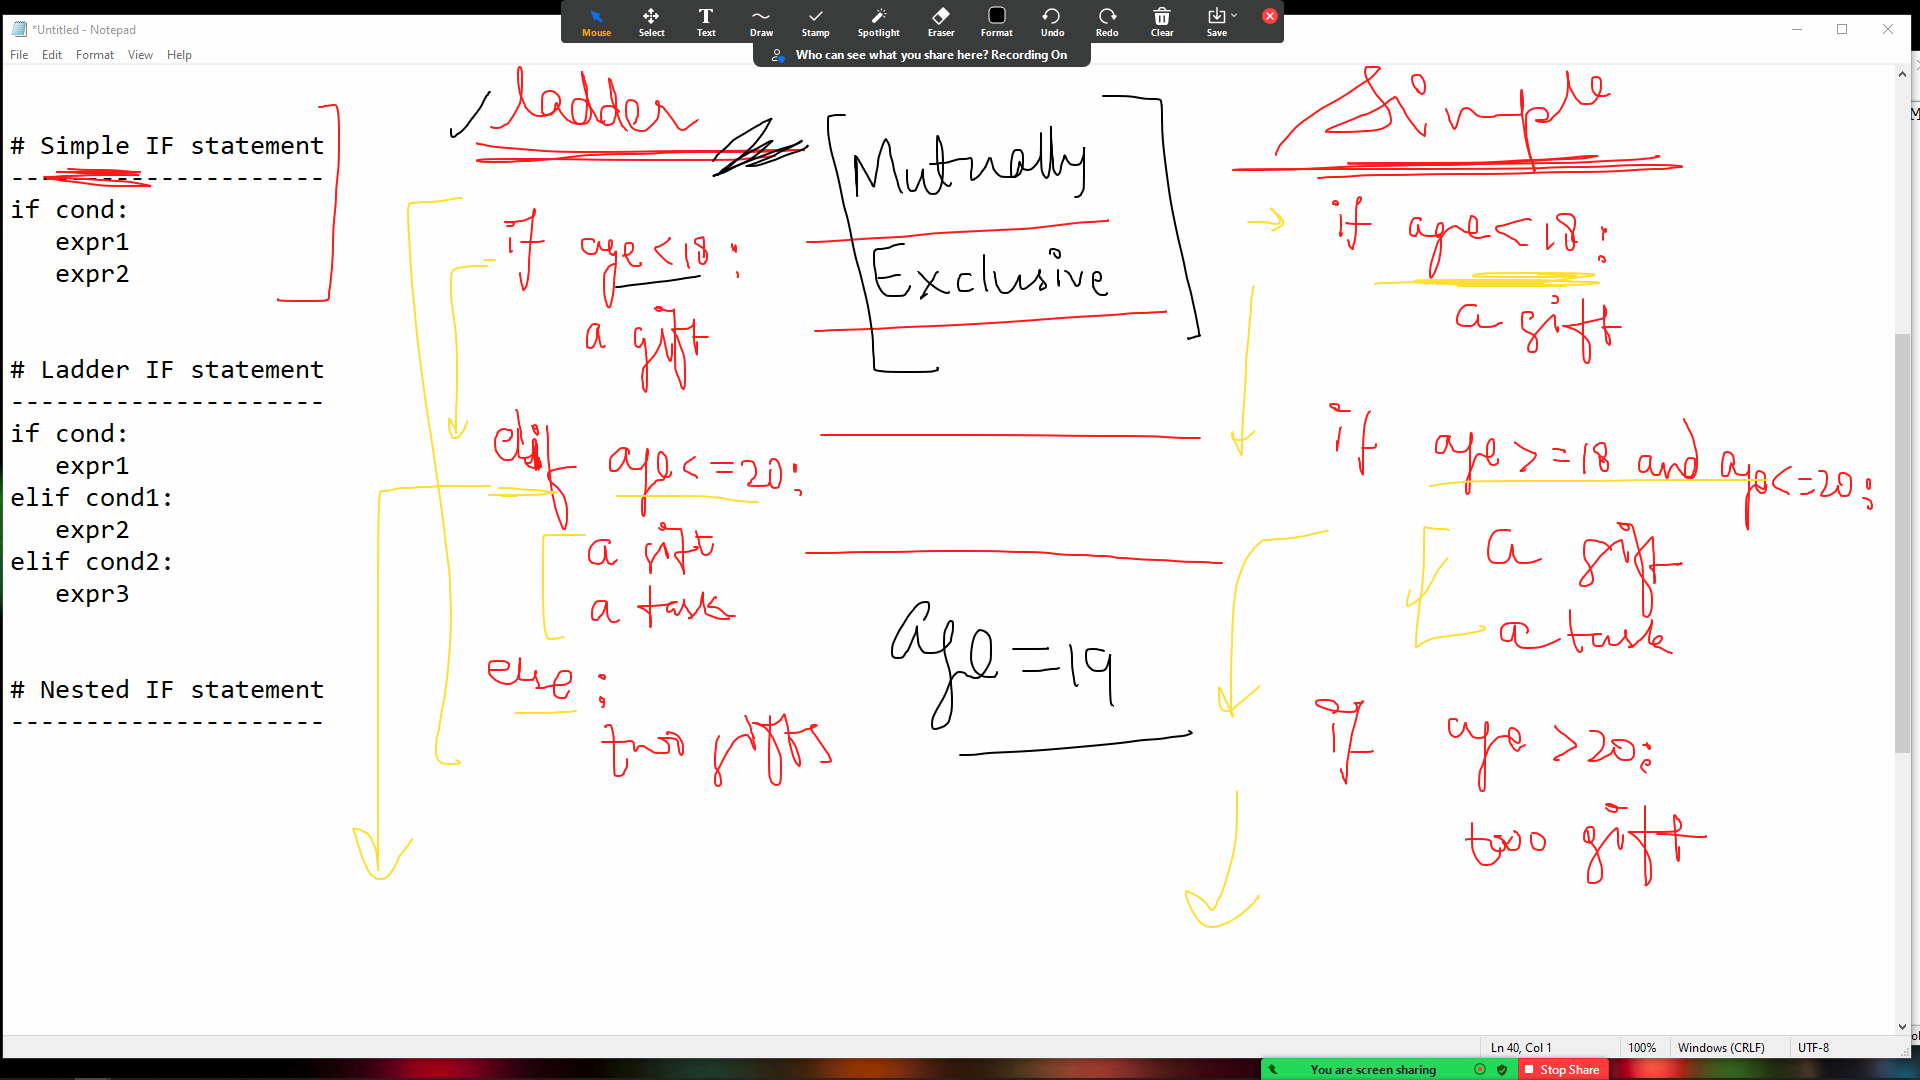 *Untitled - Notepad
File Edit Format View Help
Mouse Select Text Draw Stamp Spotlight Eraser Format Undo Redo Clear Save
Who can see what you share here? Recording On
# Simple IF statement
---------------------
if cond:
expr1
expr2
# Ladder IF statement
---------------------
if cond:
expr1
elif cond1:
expr2
elif cond2:
expr3
# Nested IF statement
---------------------
ladder
if age<18:
a gift
elif age<=20:
a gift
a task
else:
two gifts
Mutually
Exclusive
age=19
Simple
if age<18:
a gift
if age>=18 and age<=20:
a gift
a task
if age>20:
two gift
Ln 40, Col 1 100% Windows (CRLF) UTF-8
You are screen sharing Stop Share